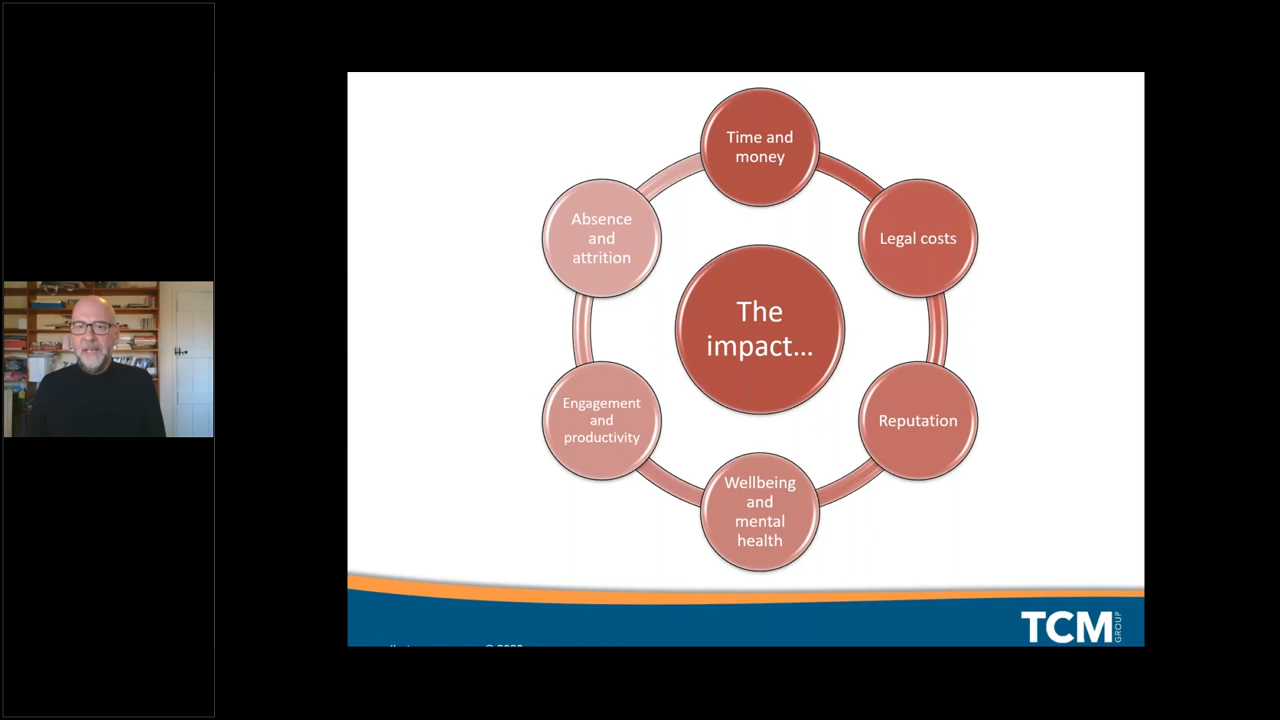 Time and
money
Absence
and
attrition
Legal costs
The
impact...
Engagement
and
productivity
Reputation
Wellbeing
and
mental
health
TCM
GROUP